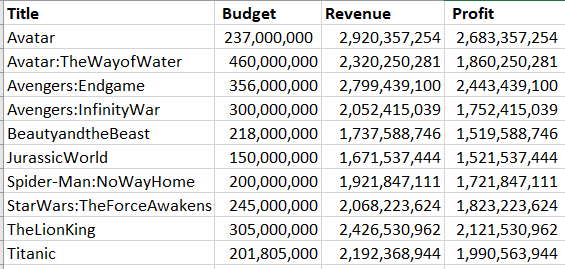 Title Budget Revenue Profit
Avatar 237,000,000 2,920,357,254 2,683,357,254
Avatar:TheWayofWater 460,000,000 2,320,250,281 1,860,250,281
Avengers:Endgame 356,000,000 2,799,439,100 2,443,439,100
Avengers:InfinityWar 300,000,000 2,052,415,039 1,752,415,039
BeautyandtheBeast 218,000,000 1,737,588,746 1,519,588,746
JurassicWorld 150,000,000 1,671,537,444 1,521,537,444
Spider-Man:NoWayHome 200,000,000 1,921,847,111 1,721,847,111
StarWars:TheForceAwakens 245,000,000 2,068,223,624 1,823,223,624
TheLionKing 305,000,000 2,426,530,962 2,121,530,962
Titanic 201,805,000 2,192,368,944 1,990,563,944